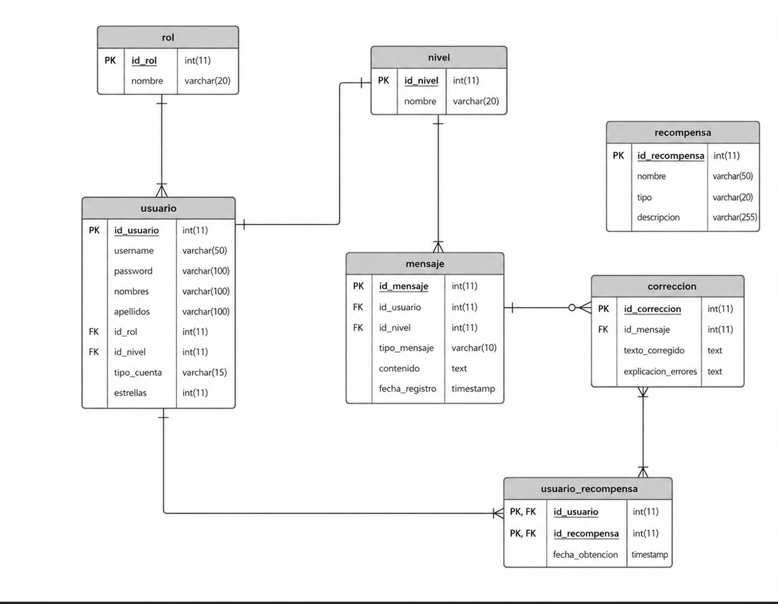 rol
PK id_rol int(11)
nombre varchar(20)
nivel
PK id_nivel int(11)
nombre varchar(20)
recompensa
PK id_recompensa int(11)
nombre varchar(50)
tipo varchar(20)
descripcion varchar(255)
usuario
PK id_usuario int(11)
username varchar(50)
password varchar(100)
nombres varchar(100)
apellidos varchar(100)
FK id_rol int(11)
FK id_nivel int(11)
tipo_cuenta varchar(15)
estrellas int(11)
mensaje
PK id_mensaje int(11)
FK id_usuario int(11)
FK id_nivel int(11)
tipo_mensaje varchar(10)
contenido text
fecha_registro timestamp
correccion
PK id_correccion int(11)
FK id_mensaje int(11)
texto_corregido text
explicacion_errores text
usuario_recompensa
PK, FK id_usuario int(11)
PK, FK id_recompensa int(11)
fecha_obtencion timestamp